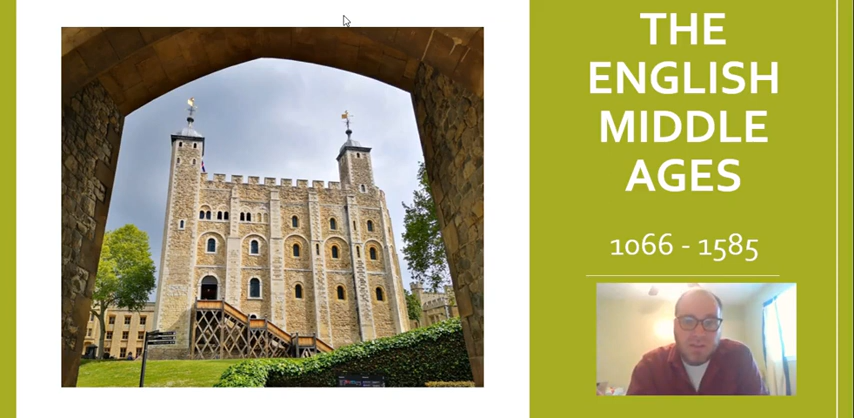 THE
ENGLISH
MIDDLE
AGES
1066 - 1585